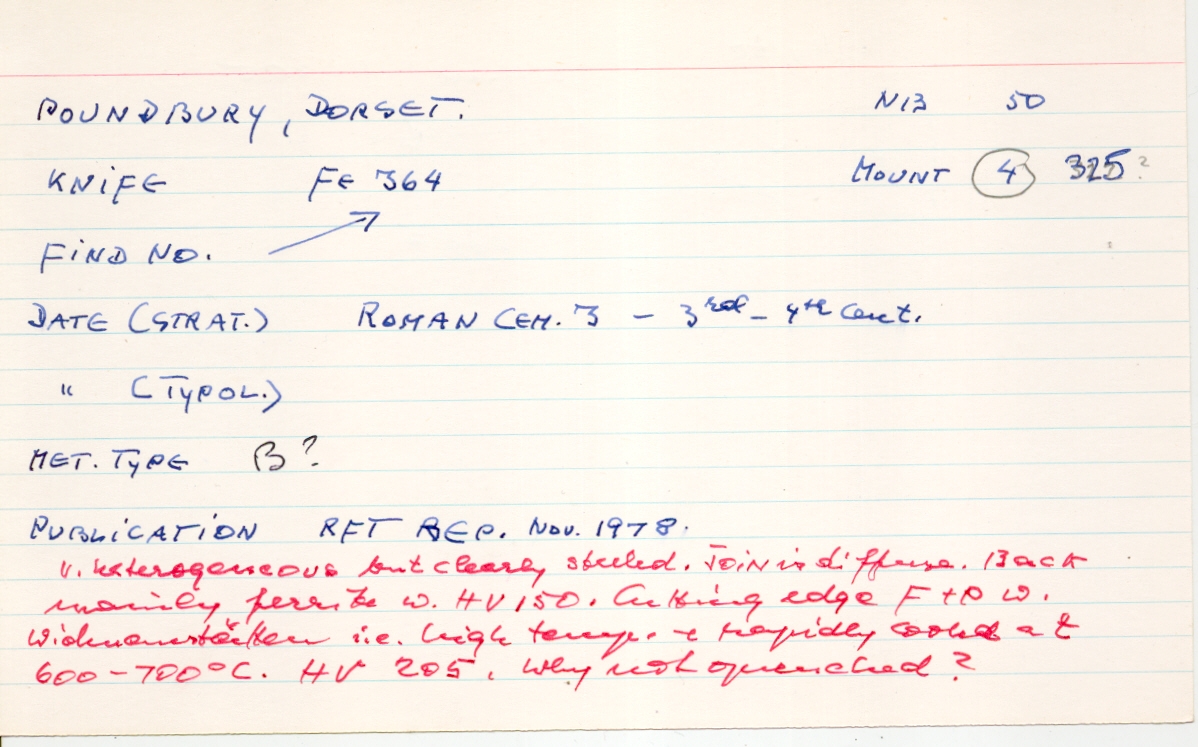 POUNDBURY, DORSET. N13 50
KNIFE FE 364 MOUNT 4 325?
FIND NO.
DATE (STRAT.) ROMAN CEM. 3 – 3rd – 4th Cent.
" (TYPOL.)
MET. TYPE B?
PUBLICATION RFT REP. NOV. 1978.
v. heterogeneous but clearly steeled. Join is diffuse. Back
mainly ferrite w. HV 150. Cutting edge F + P w.
Widmanstätten i.e. high temp. & rapidly cooled at
600–700°C. HV 205. Why not quenched?